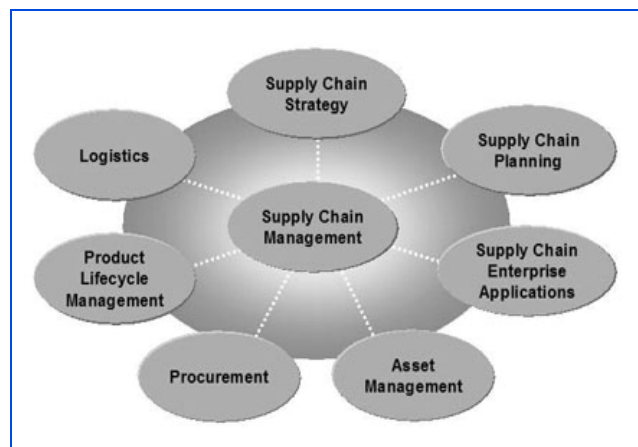 Supply Chain
Strategy
Supply Chain
Planning
Logistics
Supply Chain
Management
Supply Chain
Enterprise
Applications
Product
Lifecycle
Management
Procurement
Asset
Management